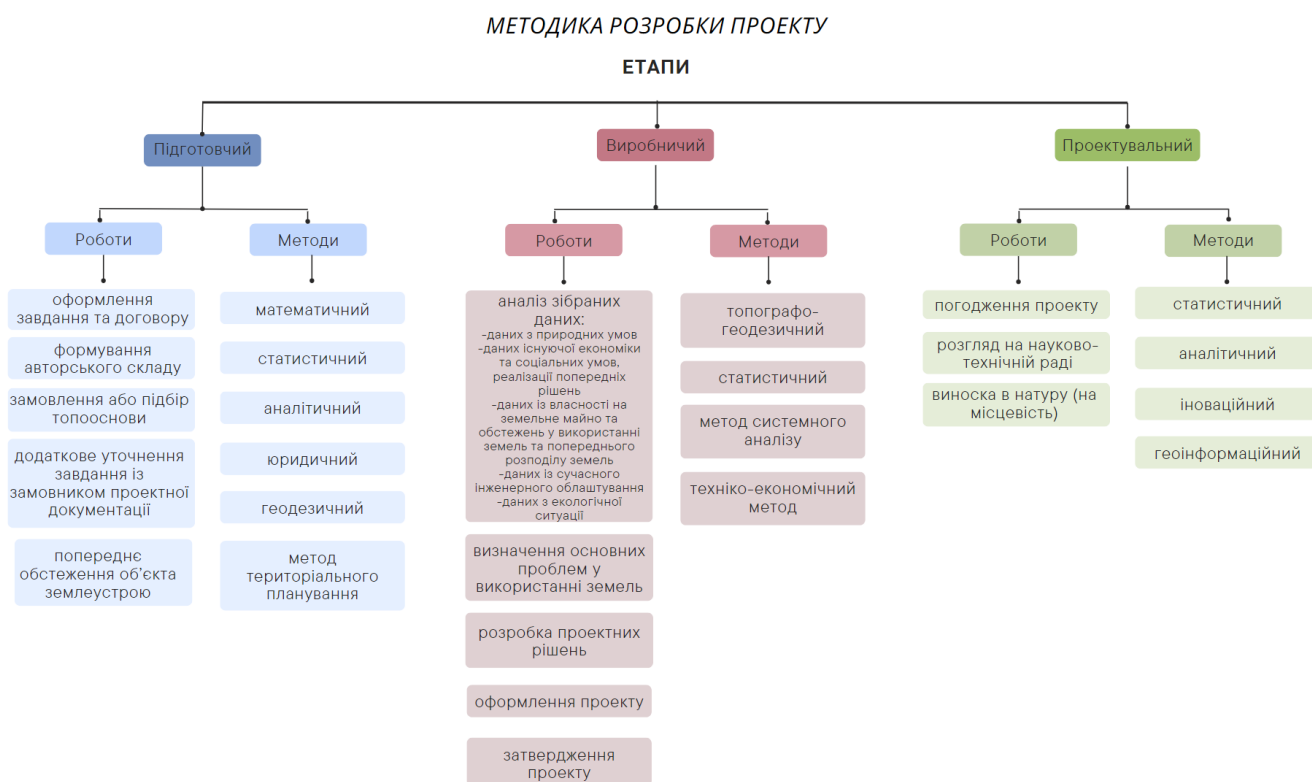 МЕТОДИКА РОЗРОБКИ ПРОЕКТУ
ЕТАПИ
Підготовчий
Роботи
оформлення
завдання та договору
формування
авторського складу
замовлення або підбір
топооснови
додаткове уточнення
завдання із
замовником проектної
документації
попереднє
обстеження об’єкта
землеустрою
Методи
математичний
статистичний
аналітичний
юридичний
геодезичний
метод
територіального
планування
Виробничий
Роботи
аналіз зібраних
даних:
-даних з природних умов
-даних існуючої економіки
та соціальних умов,
реалізації попередніх
рішень
-даних із власності на
земельне майно та
обстежень у використанні
земель та попереднього
розподілу земель
-даних із сучасного
інженерного облаштування
-даних з екологічної
ситуації
визначення основних
проблем у
використанні земель
розробка проектних
рішень
оформлення проекту
затвердження
проекту
Методи
топографо-
геодезичний
статистичний
метод системного
аналізу
техніко-економічний
метод
Проектувальний
Роботи
погодження проекту
розгляд на науково-
технічній раді
виноска в натуру (на
місцевість)
Методи
статистичний
аналітичний
іноваційний
геоінформаційний